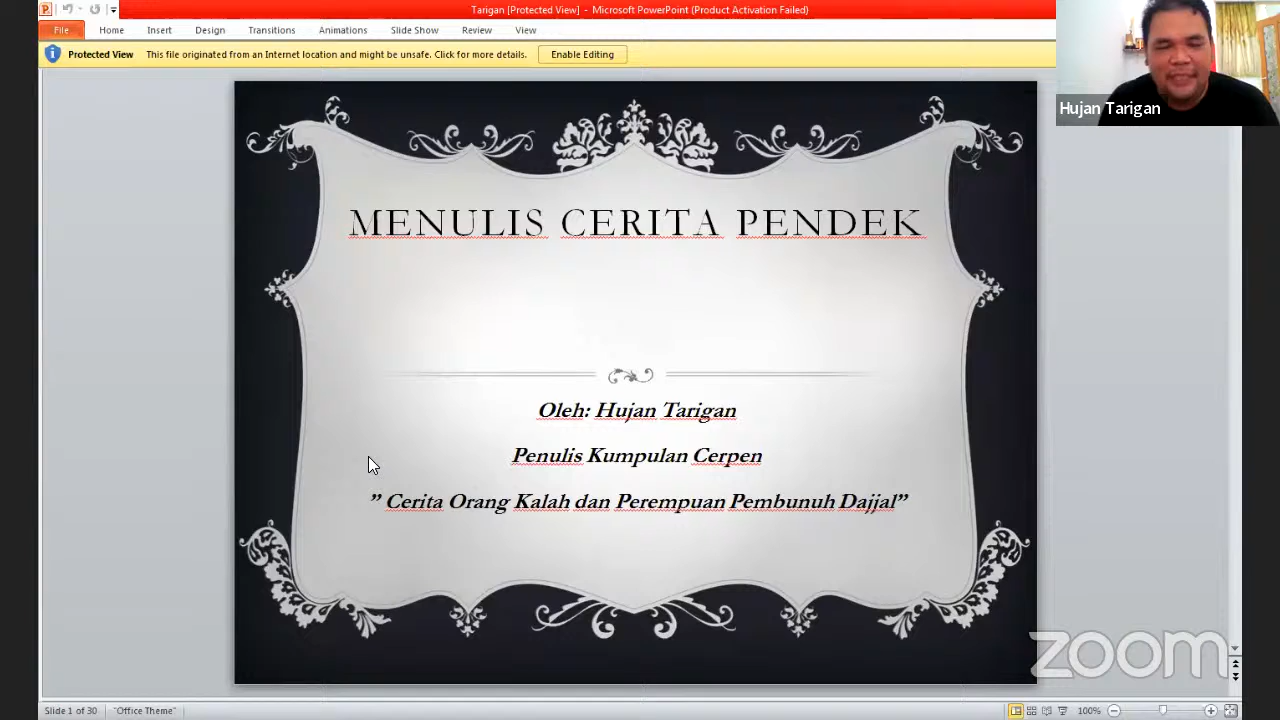 Tarigan [Protected View] - Microsoft PowerPoint (Product Activation Failed)
File Home Insert Design Transitions Animations Slide Show Review View
Protected View This file originated from an Internet location and might be unsafe. Click for more details. Enable Editing
Hujan Tarigan
MENULIS CERITA PENDEK
Oleh: Hujan Tarigan
Penulis Kumpulan Cerpen
” Cerita Orang Kalah dan Perempuan Pembunuh Dajjal”
zoom
Slide 1 of 30 "Office Theme" 100%